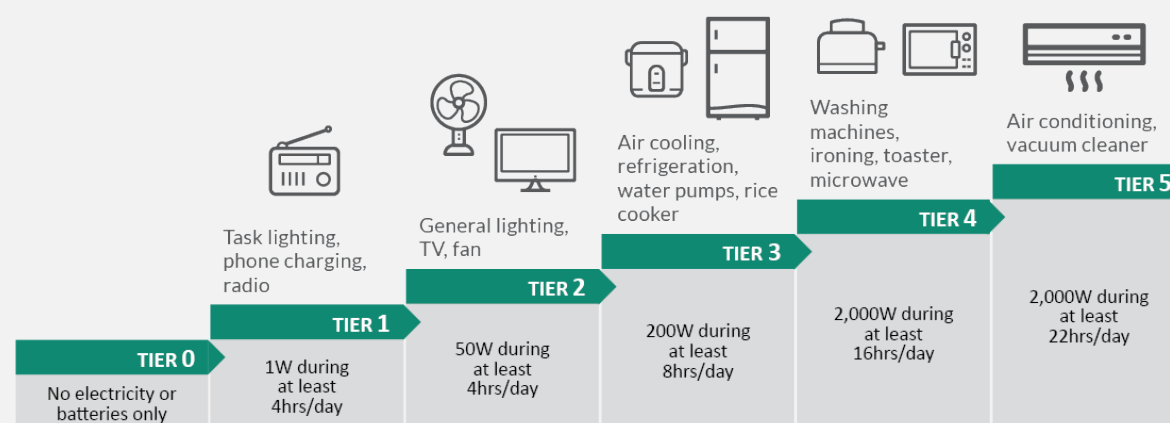 No electricity or
batteries only
TIER 0
Task lighting,
phone charging,
radio
TIER 1
1W during
at least
4hrs/day
General lighting,
TV, fan
TIER 2
50W during
at least
4hrs/day
Air cooling,
refrigeration,
water pumps, rice
cooker
TIER 3
200W during
at least
8hrs/day
Washing
machines,
ironing, toaster,
microwave
TIER 4
2,000W during
at least
16hrs/day
Air conditioning,
vacuum cleaner
TIER 5
2,000W during
at least
22hrs/day